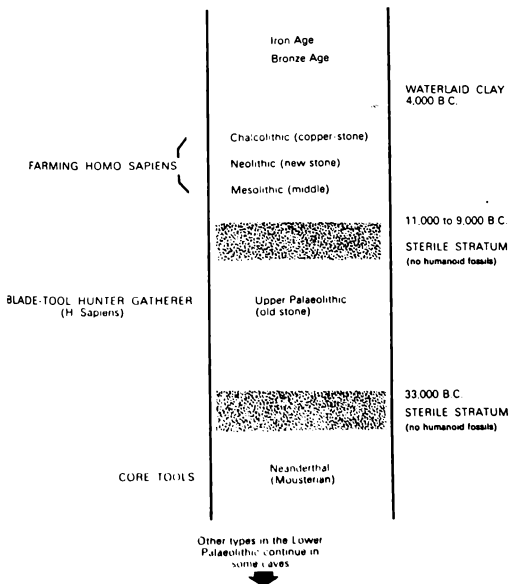 Iron Age
Bronze Age
WATERLAID CLAY
4,000 B.C.
Chalcolithic (copper-stone)
FARMING HOMO SAPIENS
Neolithic (new stone)
Mesolithic (middle)
11,000 to 9,000 B.C.
STERILE STRATUM
(no humanoid fossils)
BLADE-TOOL HUNTER GATHERER
(H Sapiens)
Upper Palaeolithic
(old stone)
33,000 B.C.
STERILE STRATUM
(no humanoid fossils)
CORE TOOLS
Neanderthal
(Mousterian)
Other types in the Lower
Palaeolithic continue in
some caves